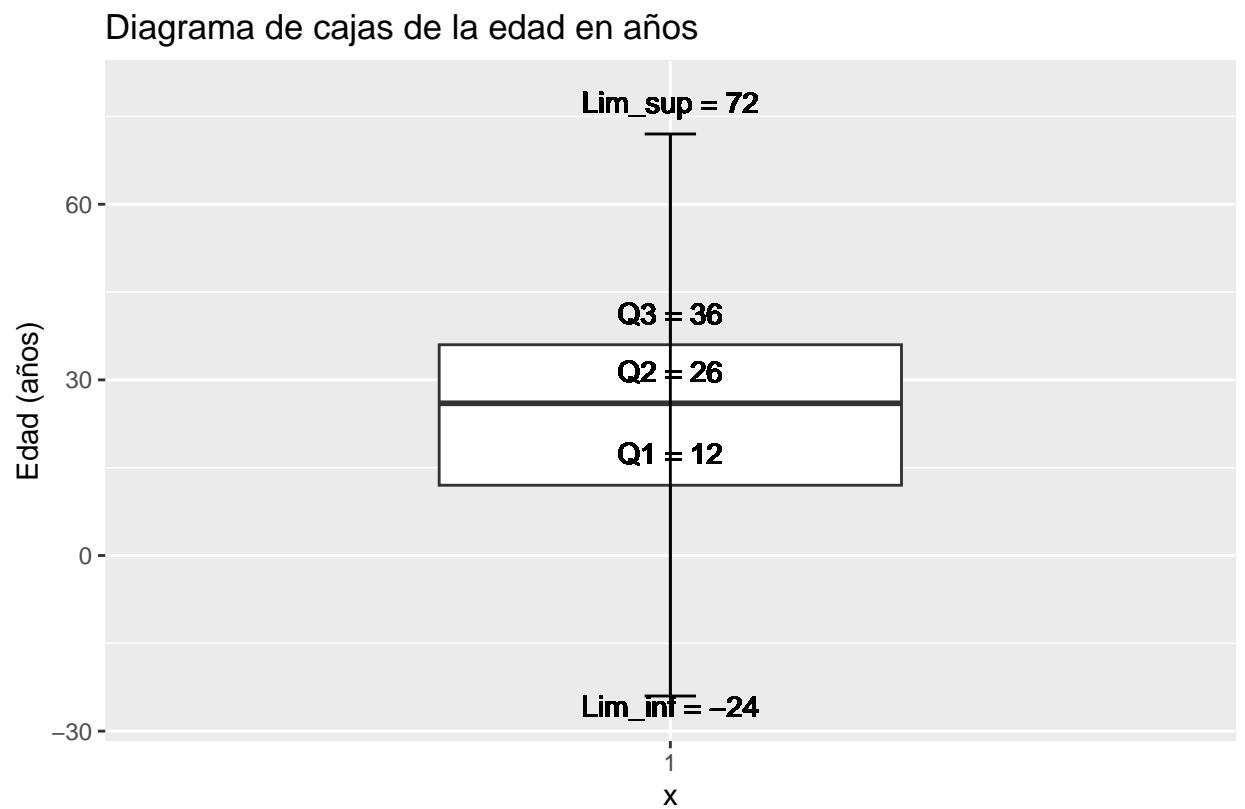 Diagrama de cajas de la edad en años
Lim_sup = 72
60
Q3 = 36
Q2 = 26
30
Q1 = 12
Edad (años)
0
Lim_inf = −24
−30
1
x